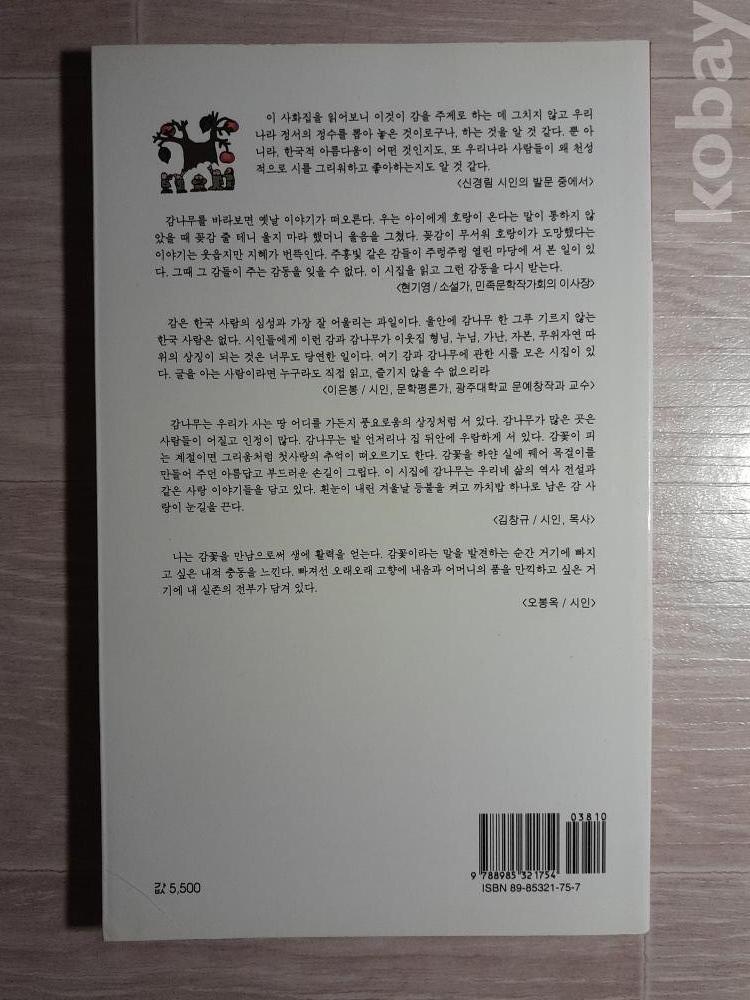 kobay
이 사화집을 읽어보니 이것이 감을 주제로 하는 데 그치지 않고 우리
나라 정서의 정수를 뽑아 놓은 것이로구나, 하는 것을 알 것 같다. 뿐 아
니라, 한국적 아름다움이 어떤 것인지도, 또 우리나라 사람들이 왜 천성
적으로 시를 그리워하고 좋아하는지도 알 것 같다.
<신경림 시인의 발문 중에서>
감나무를 바라보면 옛날 이야기가 떠오른다. 우는 아이에게 호랑이 온다는 말이 통하지 않
았을 때 꽂감 줄 테니 울지 마라 했더니 울음을 그쳤다. 꽂감이 무서워 호랑이가 도망했다는
이야기는 웃읍지만 지혜가 번뜩인다. 주홍빛 같은 감들이 주렁주렁 열린 마당에 서 본 일이 있
다. 그때 그 감들이 주는 감동을 잊을 수 없다. 이 시집을 읽고 그런 감동을 다시 받는다.
<현기영 / 소설가, 민족문학작가회의 이사장>
감은 한국 사람의 심성과 가장 잘 어울리는 과일이다. 울안에 감나무 한 그루 기르지 않는
한국 사람은 없다. 시인들에게 이런 감과 감나무가 이웃집 형님, 누님, 가난, 자본, 무위자연 따
위의 상징이 되는 것은 너무도 당연한 일이다. 여기 감과 감나무에 관한 시를 모은 시집이 있
다. 글을 아는 사람이라면 누구라도 직접 읽고, 즐기지 않을 수 없으리라
<이은봉 / 시인, 문학평론가, 광주대학교 문예창작과 교수>
감나무는 우리가 사는 땅 어디를 가든지 풍요로움의 상징처럼 서 있다. 감나무가 많은 곳은
사람들이 어질고 인정이 많다. 감나무는 밭 언저리나 집 뒤안에 우람하게 서 있다. 감꽃이 피
는 계절이면 그리움처럼 첫사랑의 추억이 떠오르기도 한다. 감꽃을 하얀 실에 꿰어 목걸이를
만들어 주던 아름답고 부드러운 손길이 그립다. 이 시집에 감나무는 우리네 삶의 역사 전설과
같은 사랑 이야기들을 담고 있다. 흰눈이 내린 겨울날 등불을 켜고 까치밥 하나로 남은 감 사
랑이 눈길을 끈다.
<김창규 / 시인, 목사>
나는 감꽃을 만남으로써 생에 활력을 얻는다. 감꽃이라는 말을 발견하는 순간 거기에 빠지
고 싶은 내적 충동을 느낀다. 빠져선 오래오래 고향에 내음과 어머니의 품을 만끽하고 싶은 거
기에 내 실존의 전부가 담겨 있다.
<오봉옥 / 시인>
03810
9 788985 321754
ISBN 89-85321-75-7
값 5,500